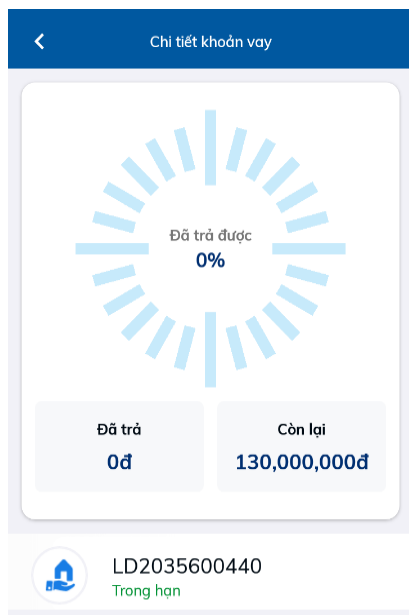 Chi tiết khoản vay
Đã trả được
0%
Đã trả
Còn lại
0đ
130,000,000đ
LD2035600440
Trong hạn